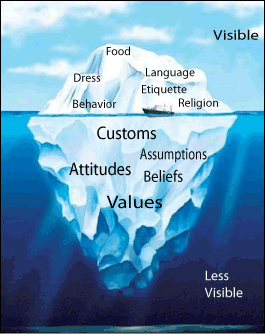 Visible
Food
Dress
Language
Etiquette
Behavior
Religion
Customs
Assumptions
Attitudes
Beliefs
Values
Less
Visible